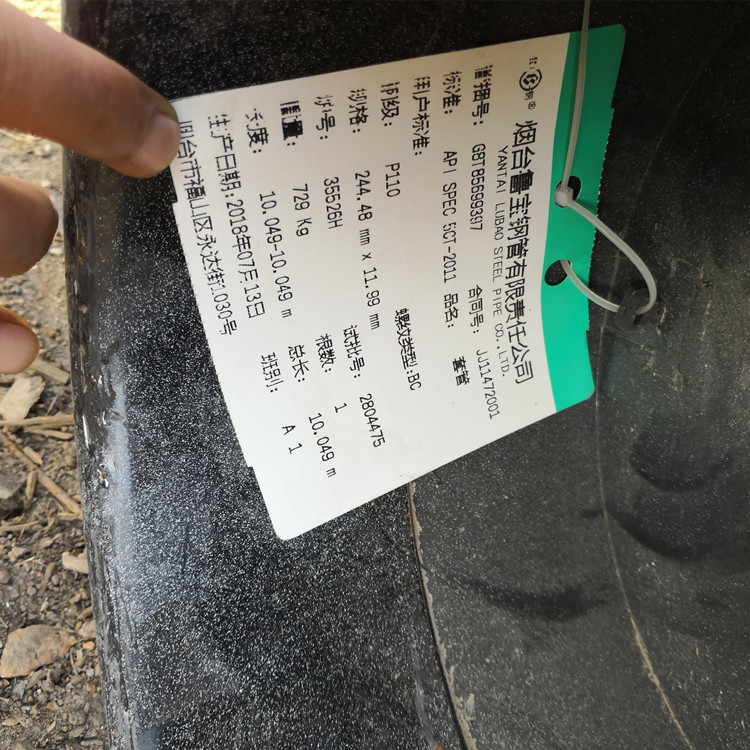 烟台鲁宝钢管有限责任公司
YANTAI LUBAO STEEL PIPE CO.,LTD.
道捆号: G8T85699397 合同号: JJ11472001
标准: API SPEC 5CT-2011 品名: 套管
用户标准:
钢级: P110 螺纹类型:BC
规格: 244.48 mm x 11.99 mm
炉号: 35526H 试批号: 2804475
重量: 729 Kg 根数: 1
长度: 10.049-10.049 m 总长: 10.049 m
生产日期:2018年07月13日 班别: A 1
烟台市福山区永达街1030号